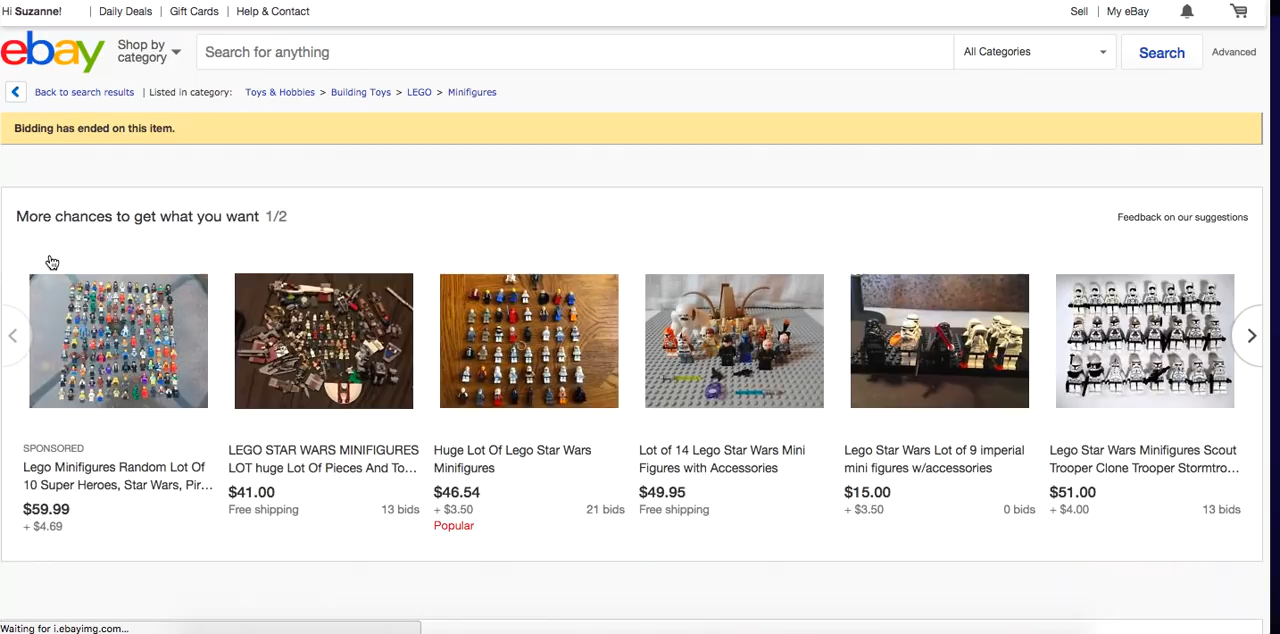 Hi Suzanne! | Daily Deals | Gift Cards | Help & Contact Sell | My eBay
ebay Shop by category Search for anything All Categories Search Advanced
Back to search results | Listed in category: Toys & Hobbies > Building Toys > LEGO > Minifigures
Bidding has ended on this item.
More chances to get what you want 1/2 Feedback on our suggestions
SPONSORED
Lego Minifigures Random Lot Of
10 Super Heroes, Star Wars, Pir...
$59.99
+ $4.69
LEGO STAR WARS MINIFIGURES
LOT huge Lot Of Pieces And To...
$41.00
Free shipping 13 bids
Huge Lot Of Lego Star Wars
Minifigures
$46.54
+ $3.50 21 bids
Popular
Lot of 14 Lego Star Wars Mini
Figures with Accessories
$49.95
Free shipping
Lego Star Wars Lot of 9 imperial
mini figures w/accessories
$15.00
+ $3.50 0 bids
Lego Star Wars Minifigures Scout
Trooper Clone Trooper Stormtro...
$51.00
+ $4.00 13 bids
Waiting for i.ebayimg.com...